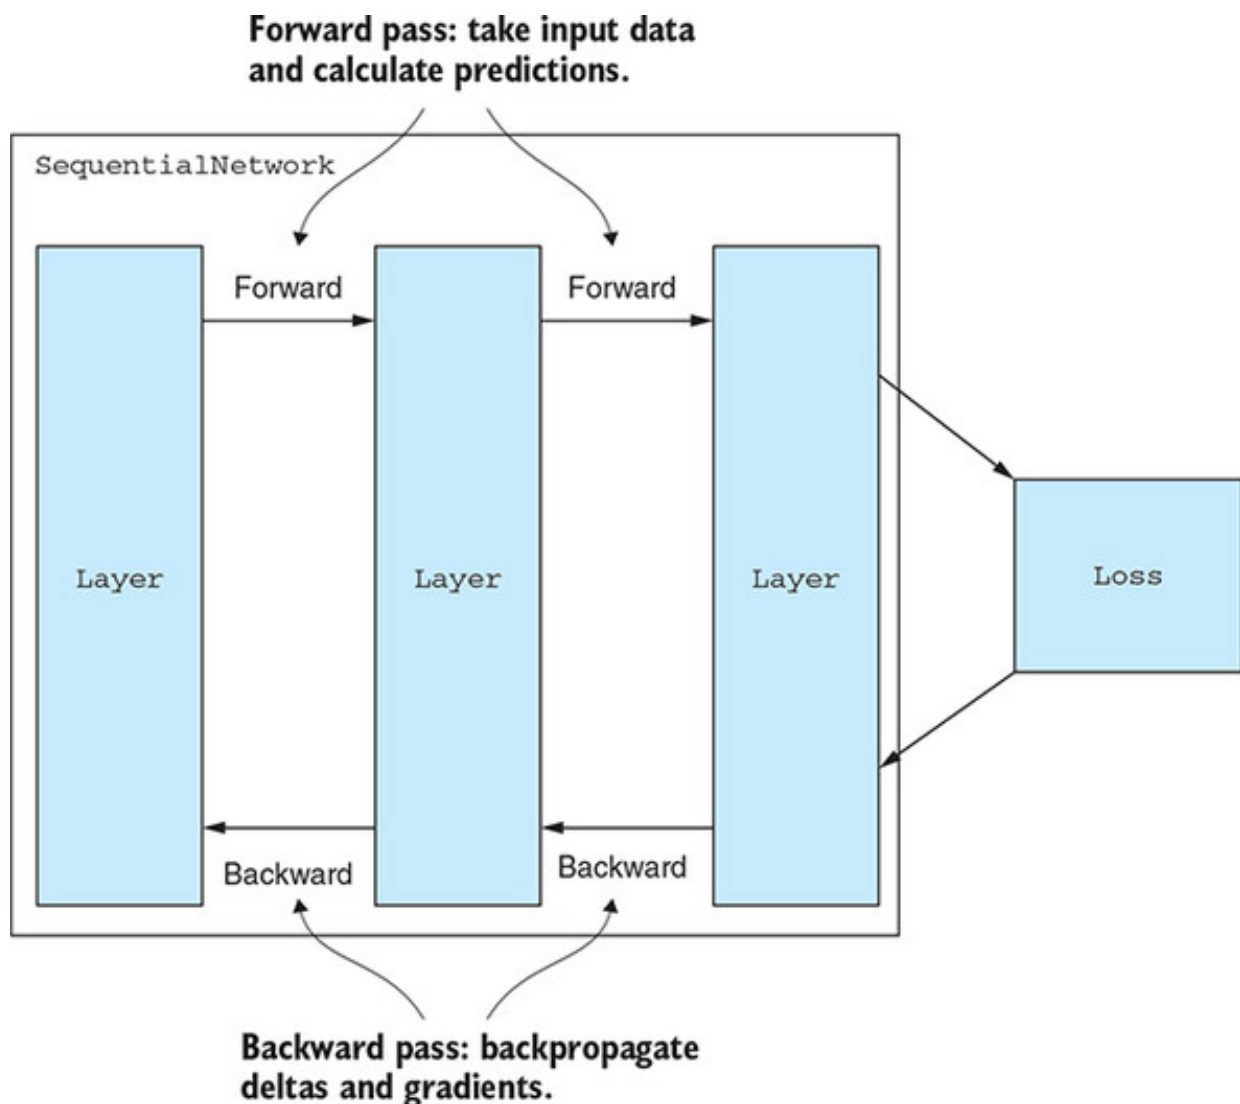 Forward pass: take input data
and calculate predictions.
SequentialNetwork
Forward
Forward
Layer
Layer
Layer
Loss
Backward
Backward
Backward pass: backpropagate
deltas and gradients.